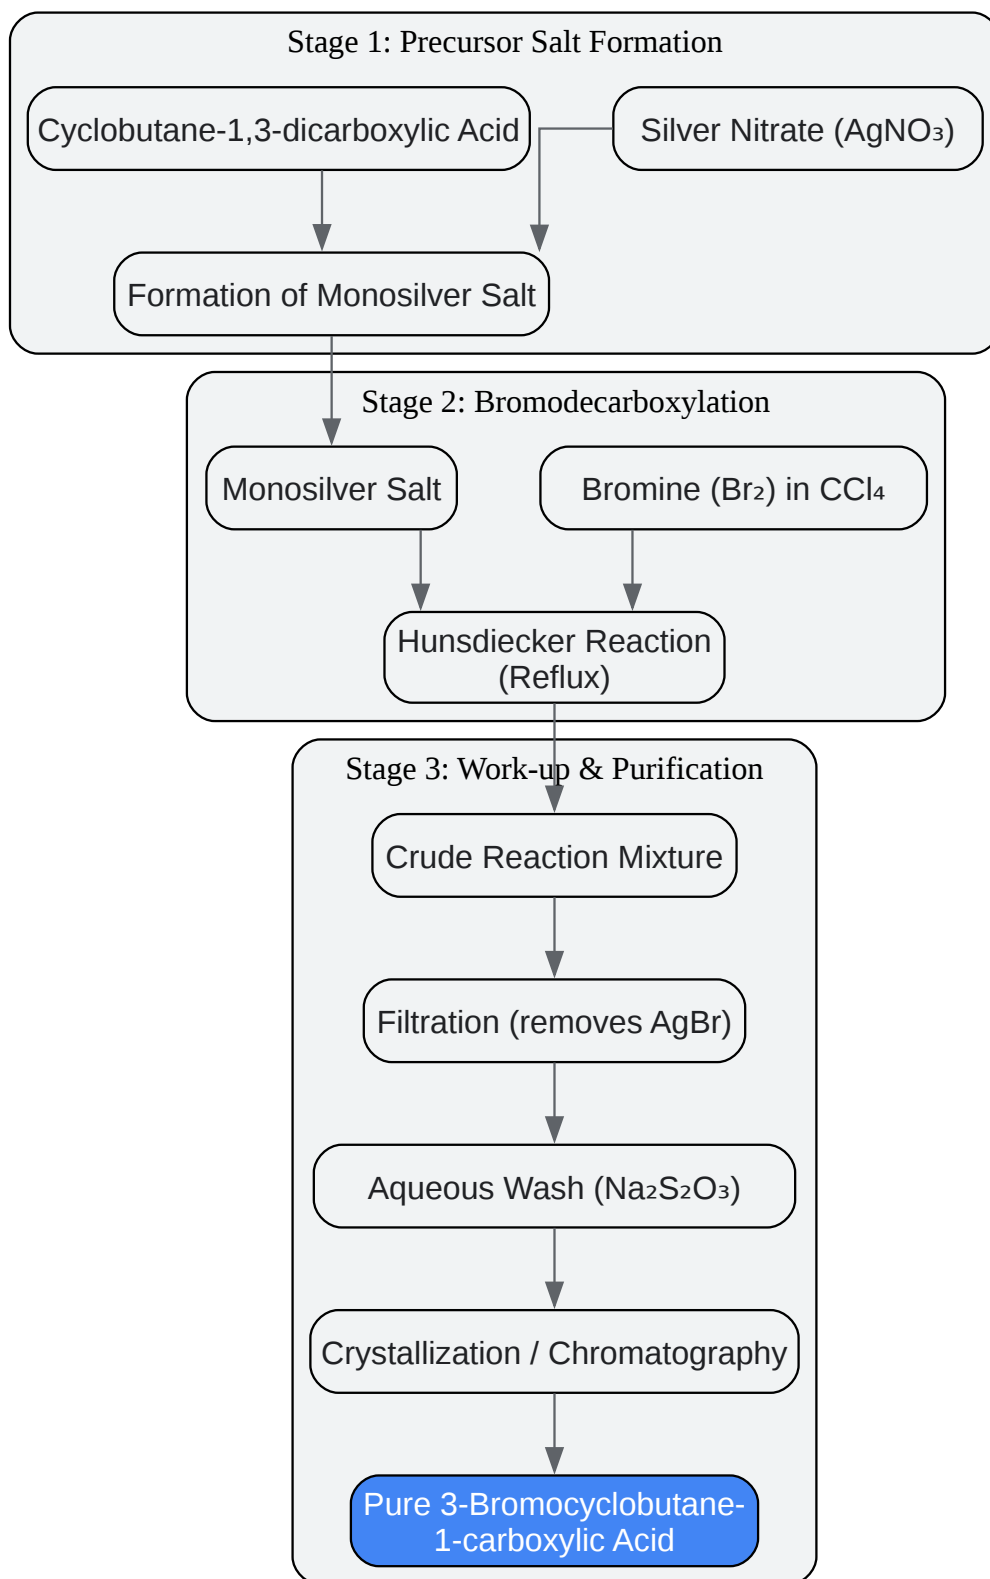 Stage 1: Precursor Salt Formation
Cyclobutane-1,3-dicarboxylic Acid
Silver Nitrate (AgNO₃)
Formation of Monosilver Salt
Stage 2: Bromodecarboxylation
Monosilver Salt
Bromine (Br₂) in CCl₄
Hunsdiecker Reaction
(Reflux)
Stage 3: Work-up & Purification
Crude Reaction Mixture
Filtration (removes AgBr)
Aqueous Wash (Na₂S₂O₃)
Crystallization / Chromatography
Pure 3-Bromocyclobutane-
1-carboxylic Acid